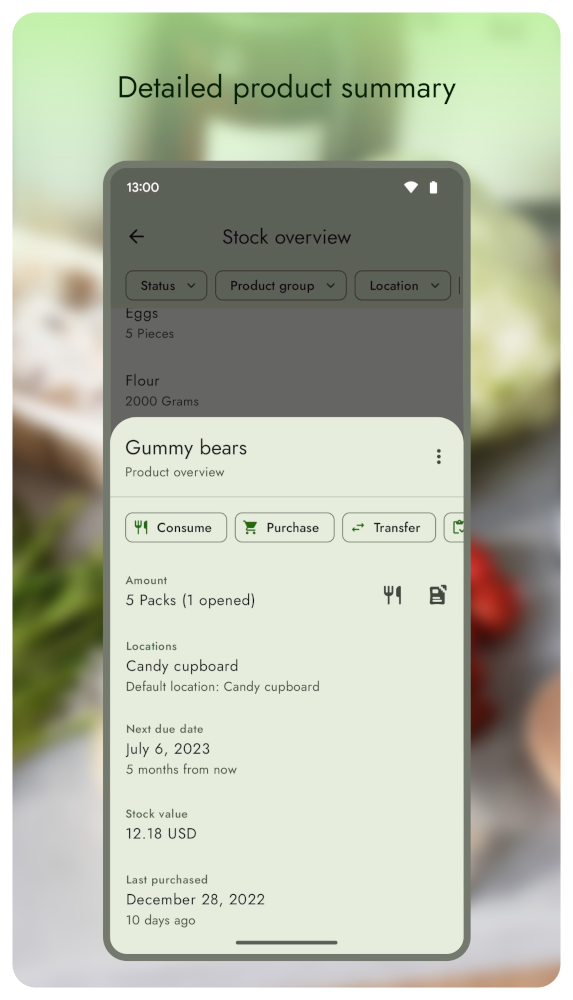 Detailed product summary
13:00
Stock overview
Status
Product group
Location
Eggs
5 Pieces
Flour
2000 Grams
Gummy bears
Product overview
Consume
Purchase
Transfer
Amount
5 Packs (1 opened)
Locations
Candy cupboard
Default location: Candy cupboard
Next due date
July 6, 2023
5 months from now
Stock value
12.18 USD
Last purchased
December 28, 2022
10 days ago